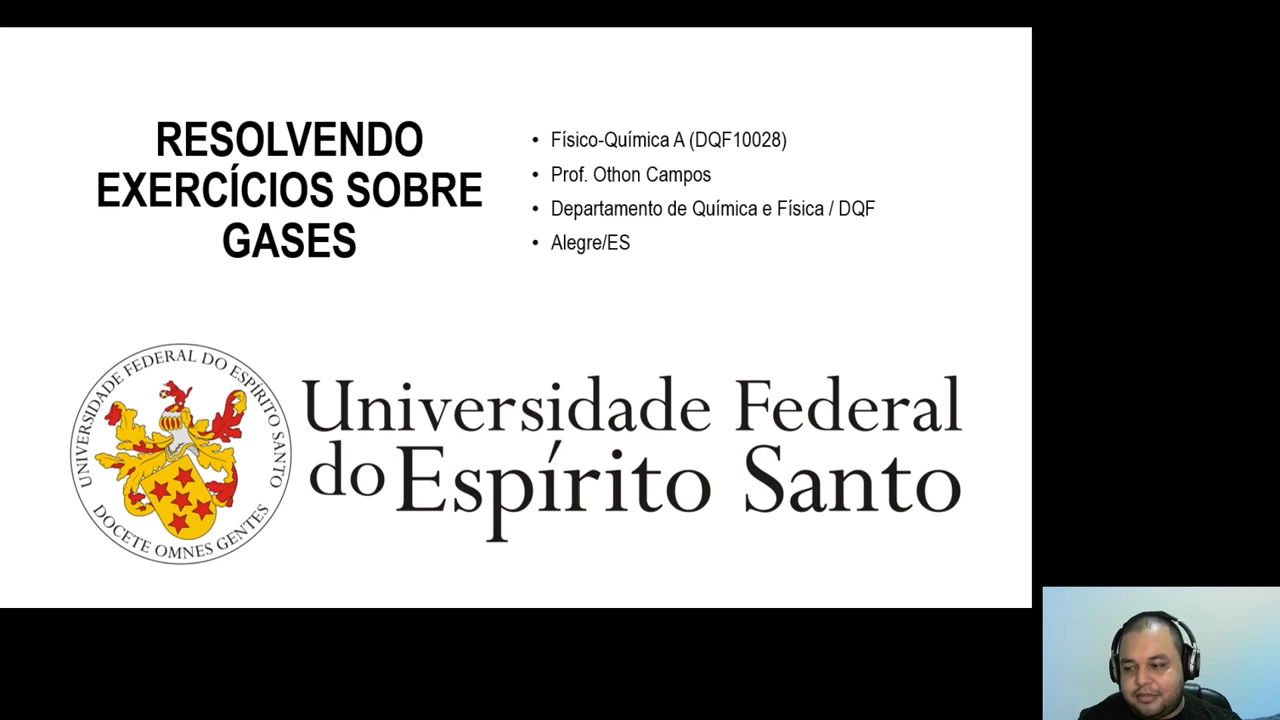 RESOLVENDO
EXERCÍCIOS SOBRE
GASES
• Físico-Química A (DQF10028)
• Prof. Othon Campos
• Departamento de Química e Física / DQF
• Alegre/ES
UNIVERSIDADE FEDERAL DO ESPÍRITO SANTO
DOCETE OMNES GENTES
Universidade Federal
do Espírito Santo